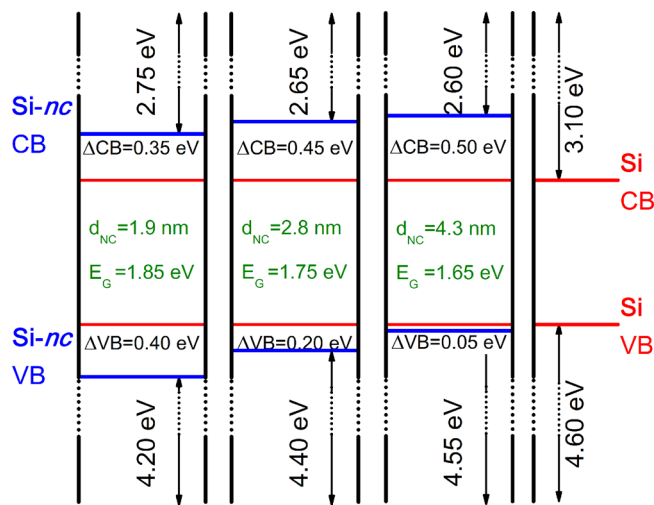 2.75 eV
2.65 eV
2.60 eV
3.10 eV
Si-nc
CB
ΔCB=0.35 eV
ΔCB=0.45 eV
ΔCB=0.50 eV
Si
CB
d_NC=1.9 nm
d_NC=2.8 nm
d_NC=4.3 nm
E_G=1.85 eV
E_G=1.75 eV
E_G=1.65 eV
Si
VB
Si-nc
VB
ΔVB=0.40 eV
ΔVB=0.20 eV
ΔVB=0.05 eV
4.20 eV
4.40 eV
4.55 eV
4.60 eV